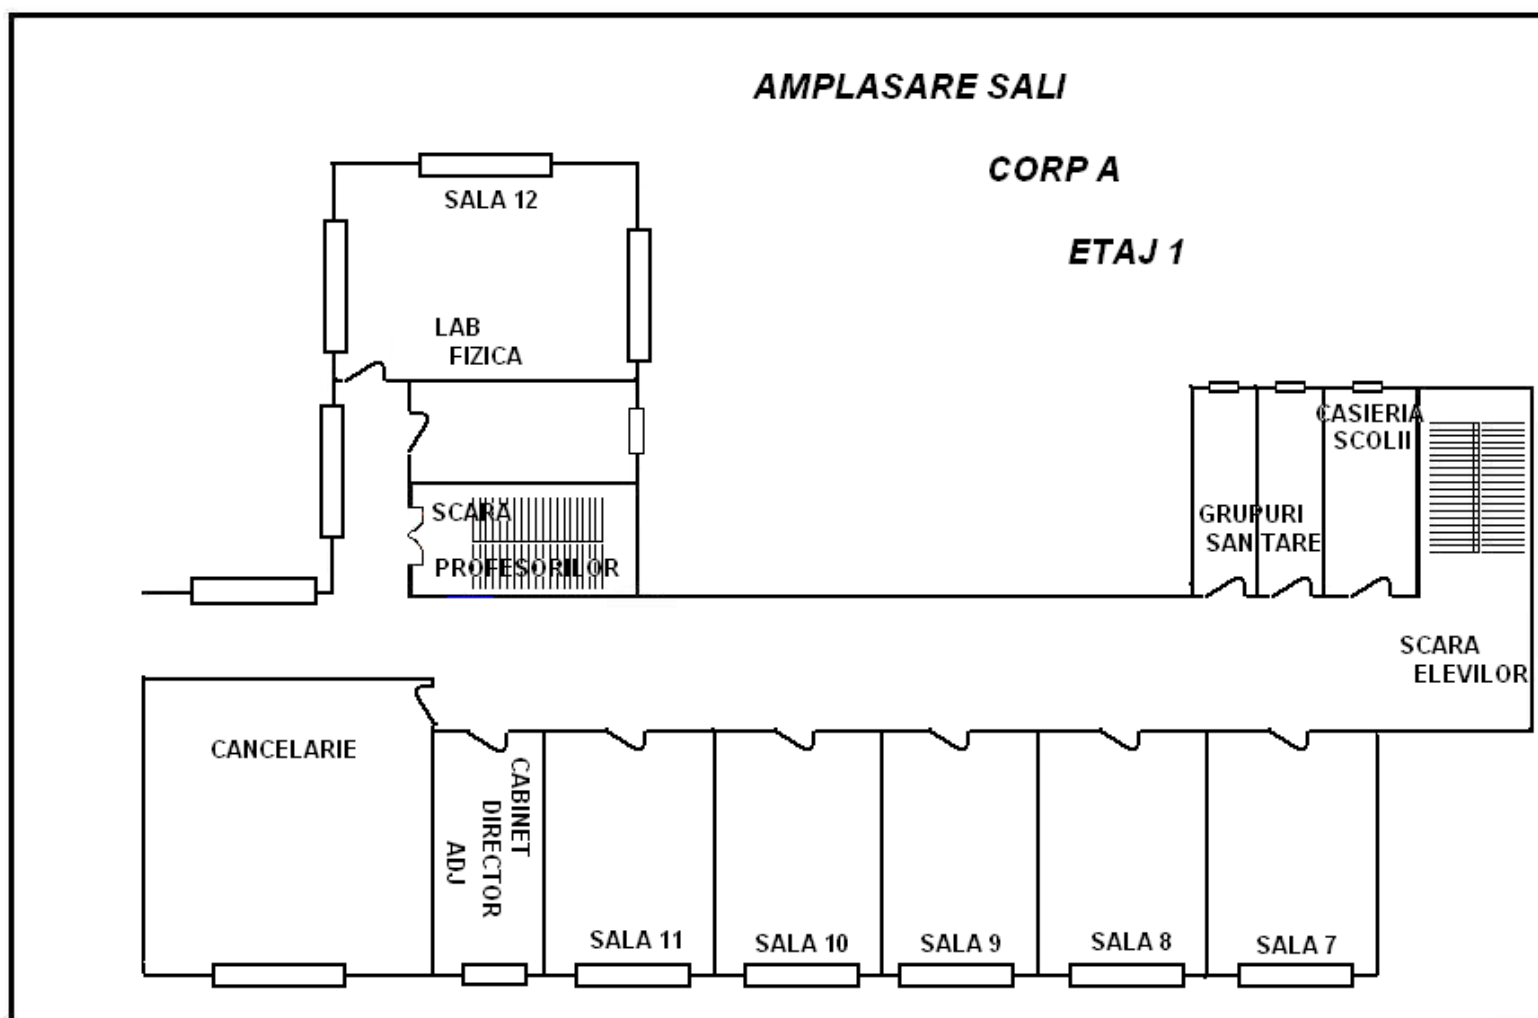 AMPLASARE SALI
CORP A
ETAJ 1
SALA 12
LAB
FIZICA
CASIERIA
SCOLII
SCARA
PROFESORILOR
GRUPURI
SANITARE
SCARA
ELEVILOR
CANCELARIE
CABINET
DIRECTOR
ADJ
SALA 11
SALA 10
SALA 9
SALA 8
SALA 7